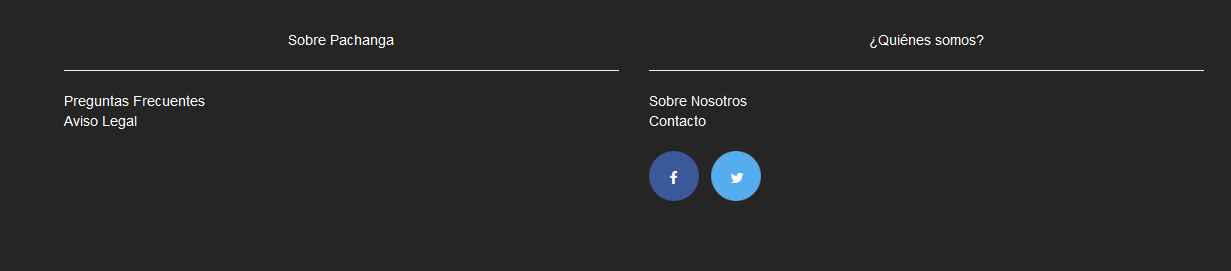 Sobre Pachanga
Preguntas Frecuentes
Aviso Legal
¿Quiénes somos?
Sobre Nosotros
Contacto